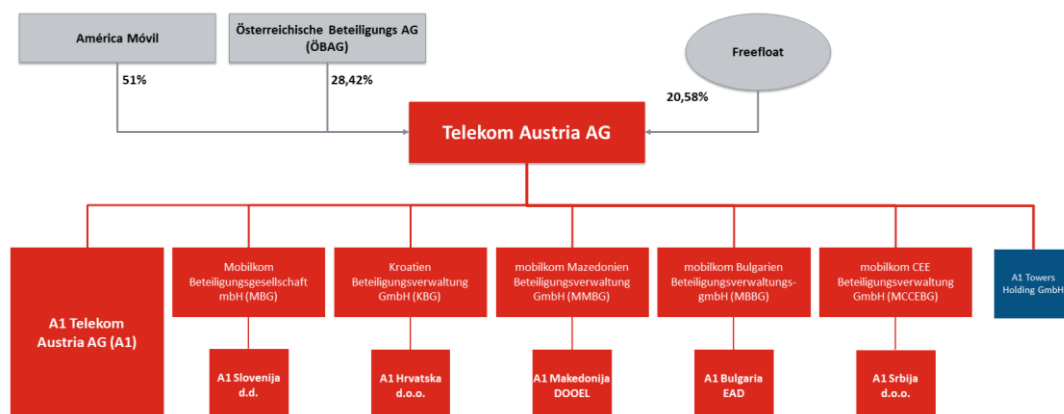 América Móvil
Österreichische Beteiligungs AG
(ÖBAG)
Freefloat
51%
28,42%
20,58%
Telekom Austria AG
A1 Telekom
Austria AG (A1)
Mobilkom
Beteiligungsgesellschaft
mbH (MBG)
Kroatien
Beteiligungsverwaltung
GmbH (KBG)
mobilkom Mazedonien
Beteiligungsverwaltung
GmbH (MMBG)
mobilkom Bulgarien
Beteiligungsverwaltungs-
gmbH (MBBG)
mobilkom CEE
Beteiligungsverwaltung
GmbH (MCCEBG)
A1 Towers
Holding GmbH
A1 Slovenija
d.d.
A1 Hrvatska
d.o.o.
A1 Makedonija
DOOEL
A1 Bulgaria
EAD
A1 Srbija
d.o.o.